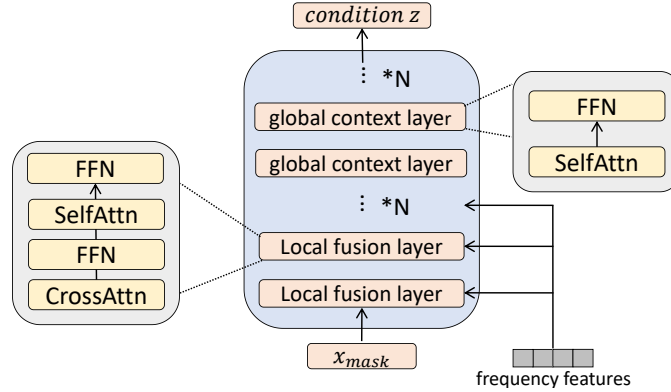 condition z
⋮ *N
global context layer
global context layer
⋮ *N
Local fusion layer
Local fusion layer
x_mask
FFN
SelfAttn
FFN
CrossAttn
FFN
SelfAttn
frequency features